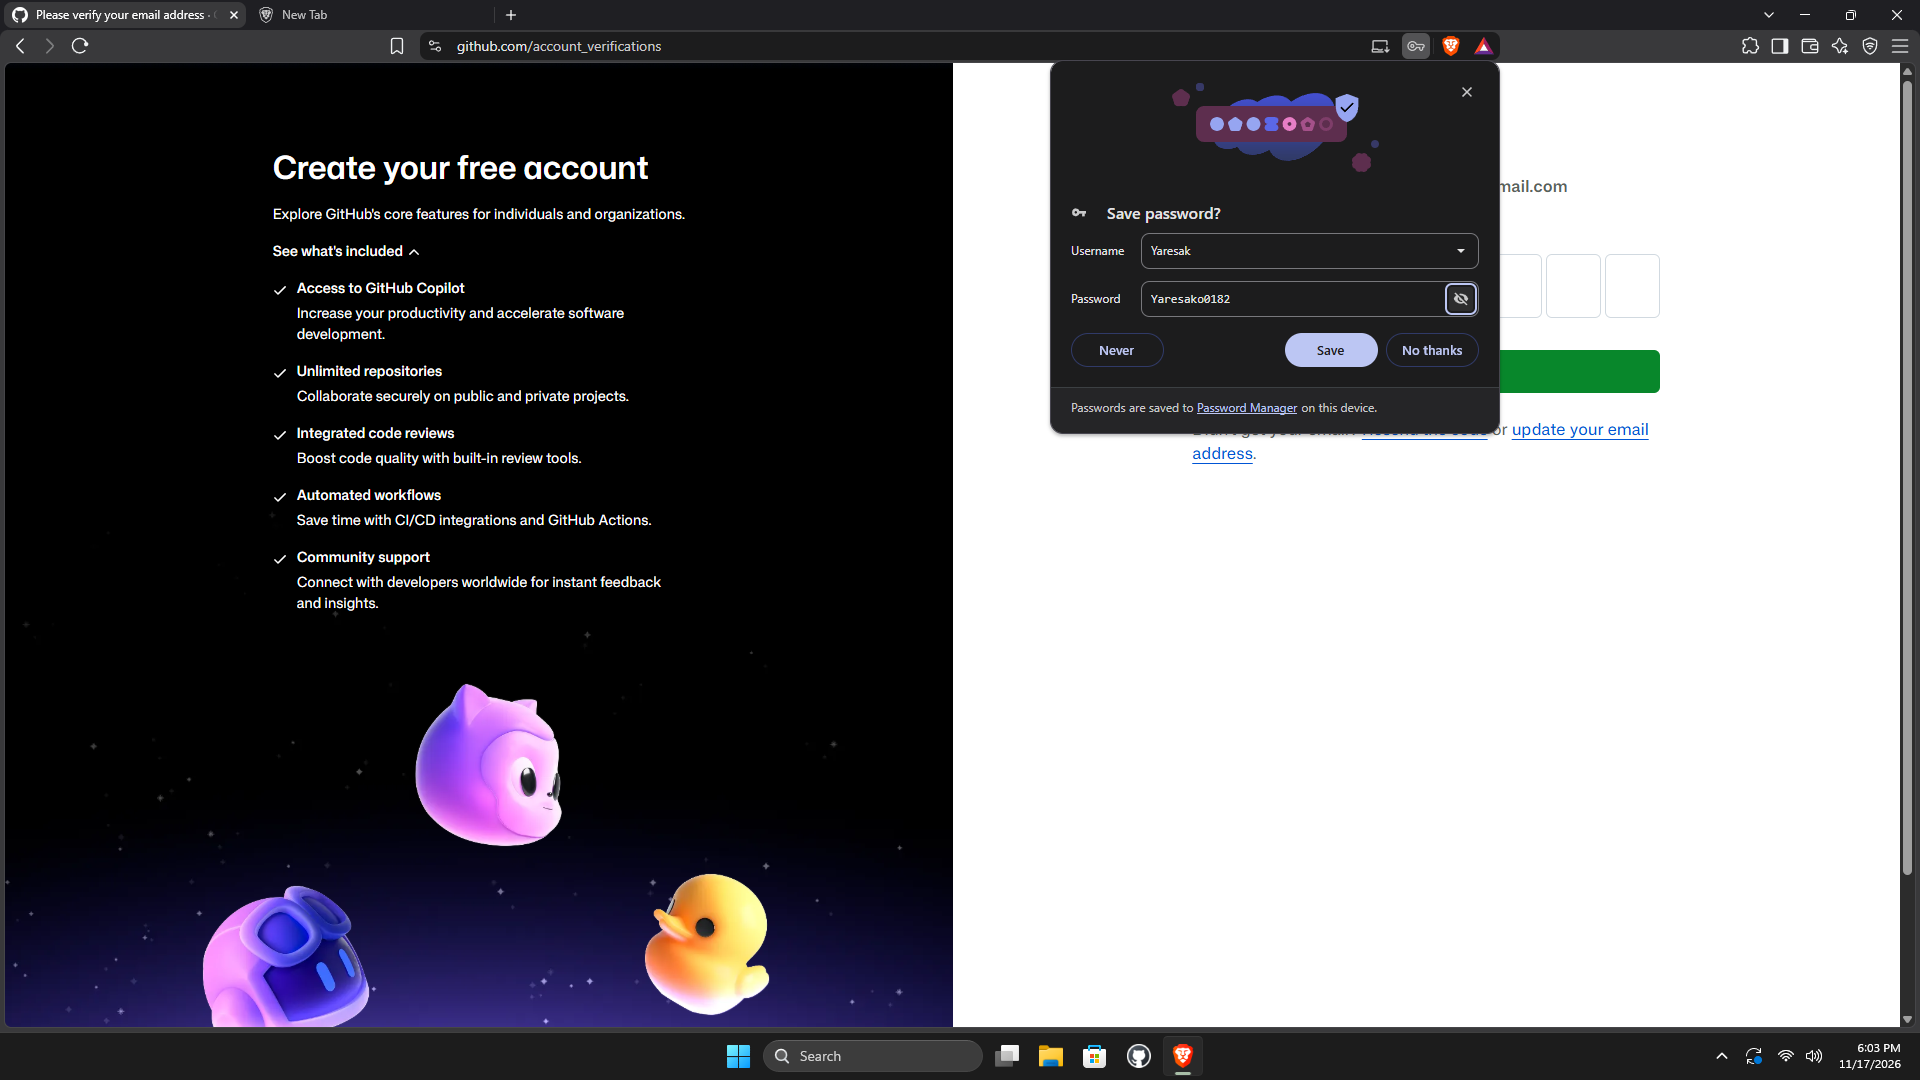 Please verify your email address ·
New Tab
github.com/account_verifications
Create your free account
Explore GitHub's core features for individuals and organizations.
See what's included
Access to GitHub Copilot
Increase your productivity and accelerate software
development.
Unlimited repositories
Collaborate securely on public and private projects.
Integrated code reviews
Boost code quality with built-in review tools.
Automated workflows
Save time with CI/CD integrations and GitHub Actions.
Community support
Connect with developers worldwide for instant feedback
and insights.
mail.com
Save password?
Username Yaresak
Password Yaresako0182
Never Save No thanks
Passwords are saved to Password Manager on this device.
or update your email
address.
Search
6:03 PM
11/17/2026